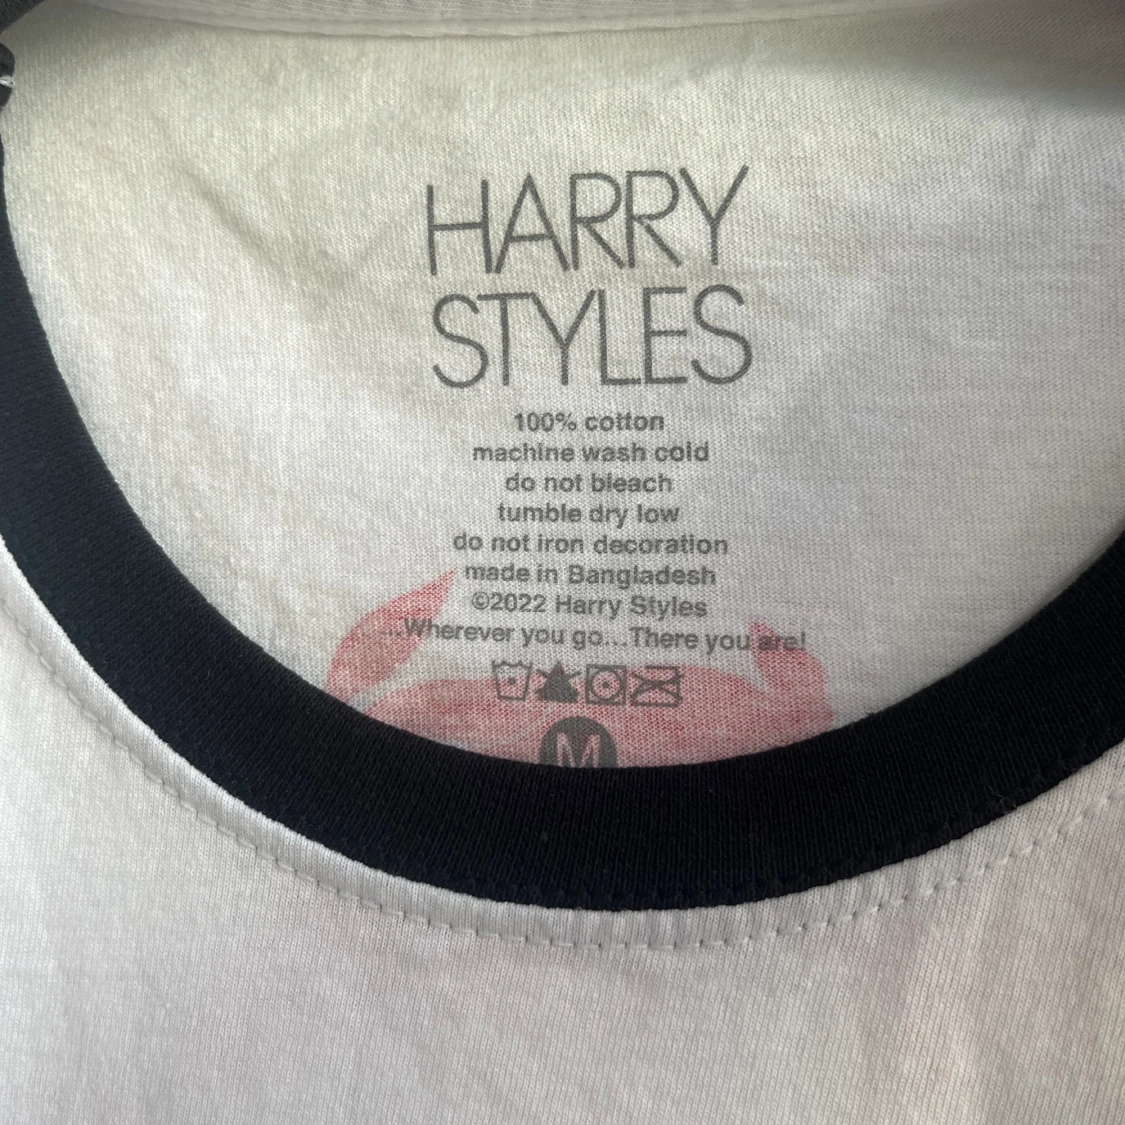 HARRY
STYLES
100% cotton
machine wash cold
do not bleach
tumble dry low
do not iron decoration
made in Bangladesh
©2022 Harry Styles
...Wherever you go...There you are!
M